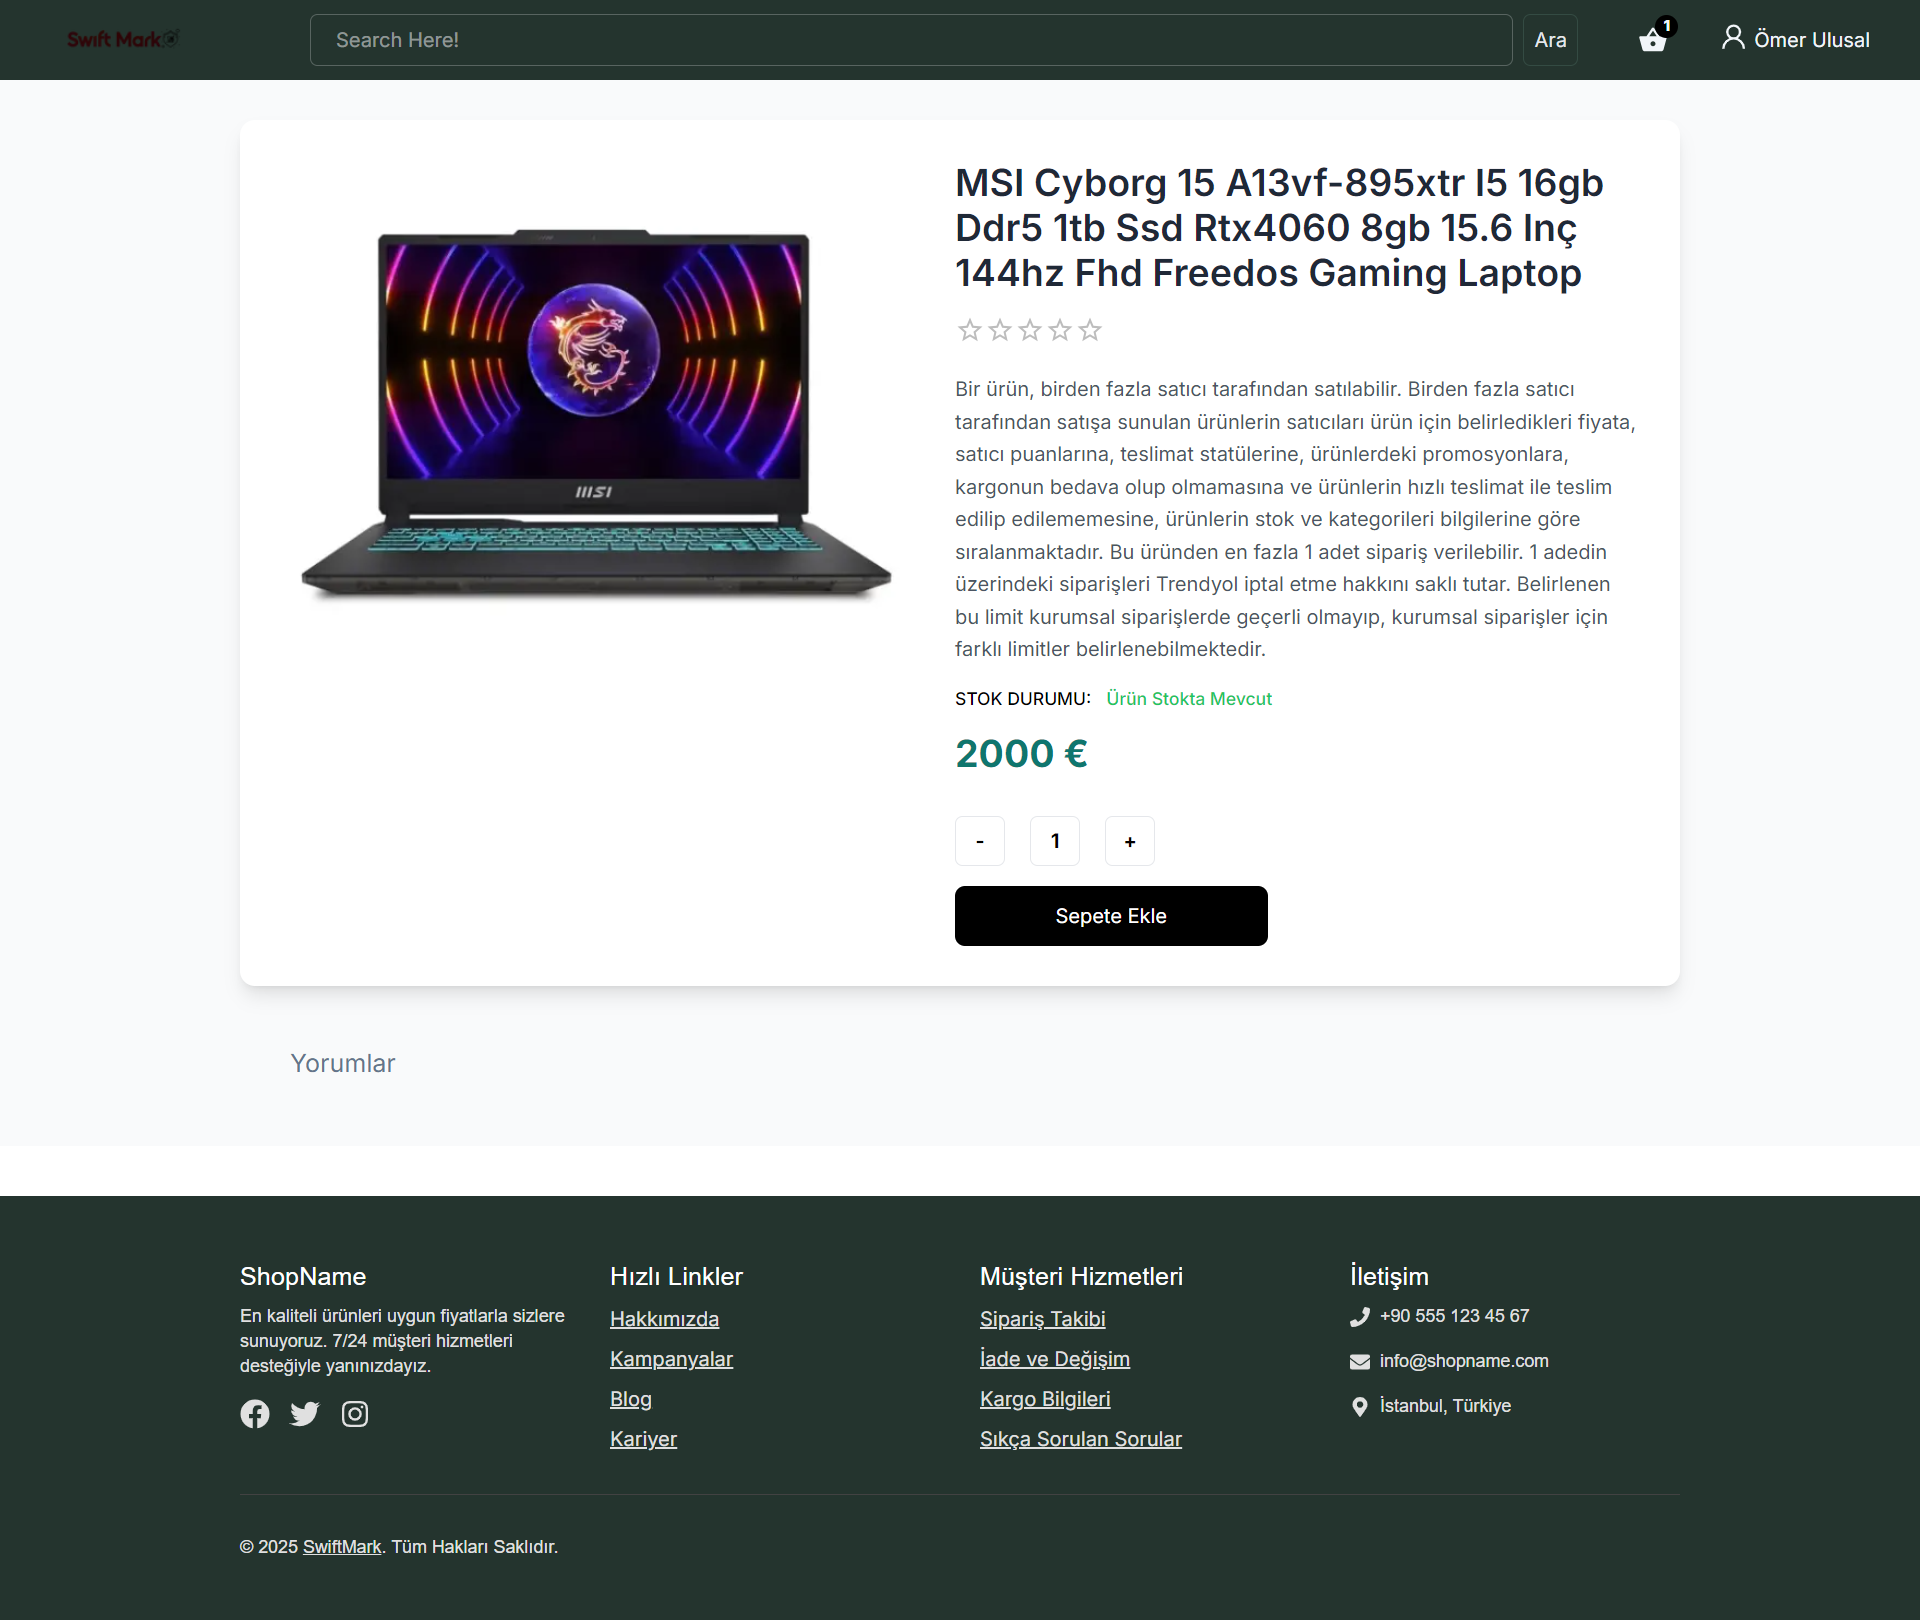 Swift Mark
Search Here!
Ara
1
Ömer Ulusal
MSI Cyborg 15 A13vf-895xtr I5 16gb
Ddr5 1tb Ssd Rtx4060 8gb 15.6 Inç
144hz Fhd Freedos Gaming Laptop
Bir ürün, birden fazla satıcı tarafından satılabilir. Birden fazla satıcı
tarafından satışa sunulan ürünlerin satıcıları ürün için belirledikleri fiyata,
satıcı puanlarına, teslimat statülerine, ürünlerdeki promosyonlara,
kargonun bedava olup olmamasına ve ürünlerin hızlı teslimat ile teslim
edilip edilememesine, ürünlerin stok ve kategorileri bilgilerine göre
sıralanmaktadır. Bu üründen en fazla 1 adet sipariş verilebilir. 1 adedin
üzerindeki siparişleri Trendyol iptal etme hakkını saklı tutar. Belirlenen
bu limit kurumsal siparişlerde geçerli olmayıp, kurumsal siparişler için
farklı limitler belirlenebilmektedir.
msi
STOK DURUMU: Ürün Stokta Mevcut
2000 €
- 1 +
Sepete Ekle
Yorumlar
ShopName
En kaliteli ürünleri uygun fiyatlarla sizlere
sunuyoruz. 7/24 müşteri hizmetleri
desteğiyle yanınızdayız.
Hızlı Linkler
Hakkımızda
Kampanyalar
Blog
Kariyer
Müşteri Hizmetleri
Sipariş Takibi
İade ve Değişim
Kargo Bilgileri
Sıkça Sorulan Sorular
İletişim
+90 555 123 45 67
info@shopname.com
İstanbul, Türkiye
© 2025 SwiftMark. Tüm Hakları Saklıdır.